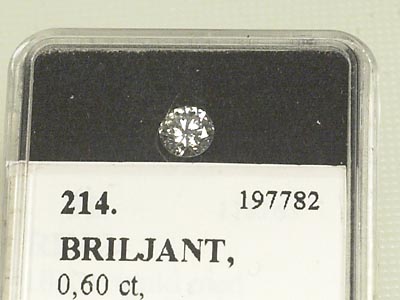 214. 197782
BRILJANT,
0,60 ct,